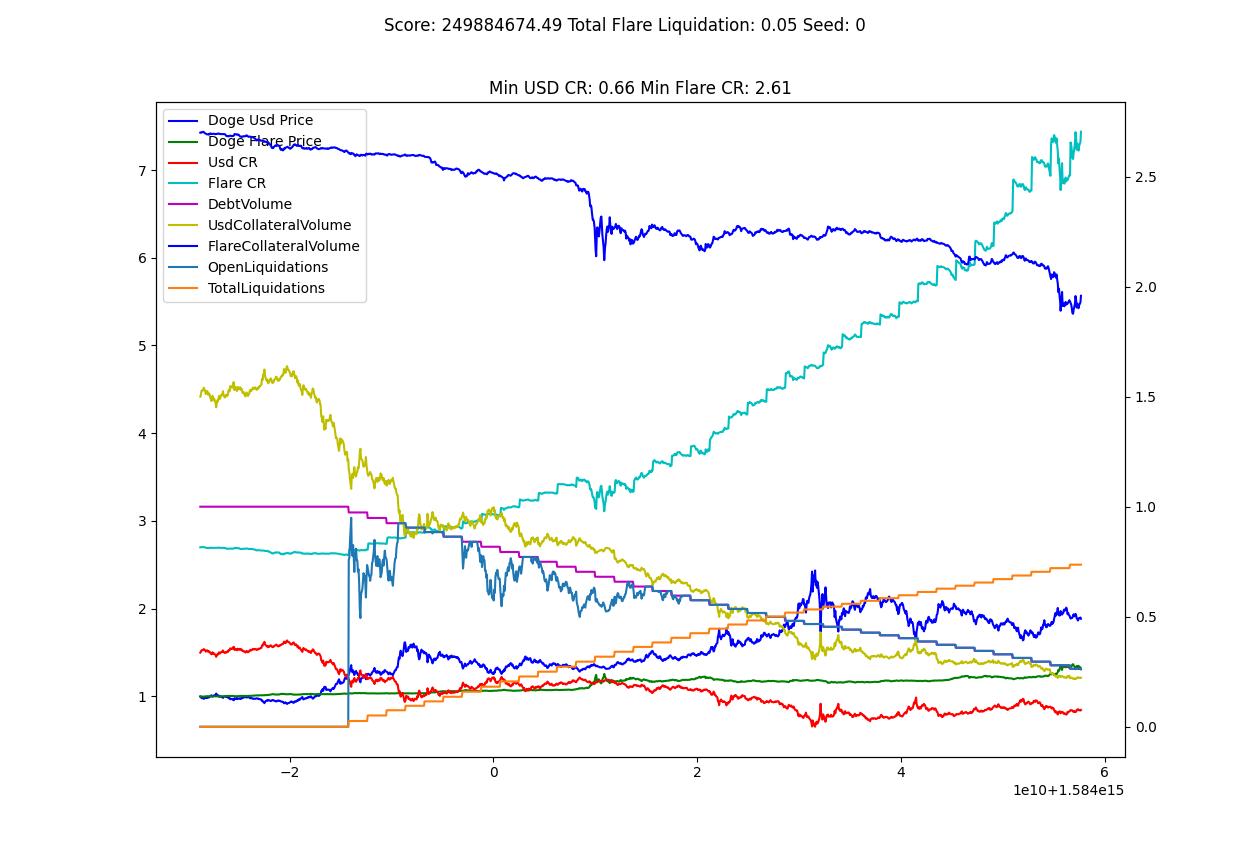 Score: 249884674.49 Total Flare Liquidation: 0.05 Seed: 0
Min USD CR: 0.66 Min Flare CR: 2.61
Doge Usd Price
Doge Flare Price
Usd CR
Flare CR
DebtVolume
UsdCollateralVolume
FlareCollateralVolume
OpenLiquidations
TotalLiquidations
7
6
5
4
3
2
1
2.5
2.0
1.5
1.0
0.5
0.0
−2
0
2
4
6
1e10+1.584e15